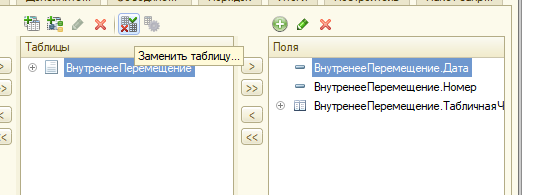 Таблицы
Заменить таблицу...
ВнутренееПеремещение
Поля
ВнутренееПеремещение.Дата
ВнутренееПеремещение.Номер
ВнутренееПеремещение.ТабличнаяЧ
>
>>
<
<<